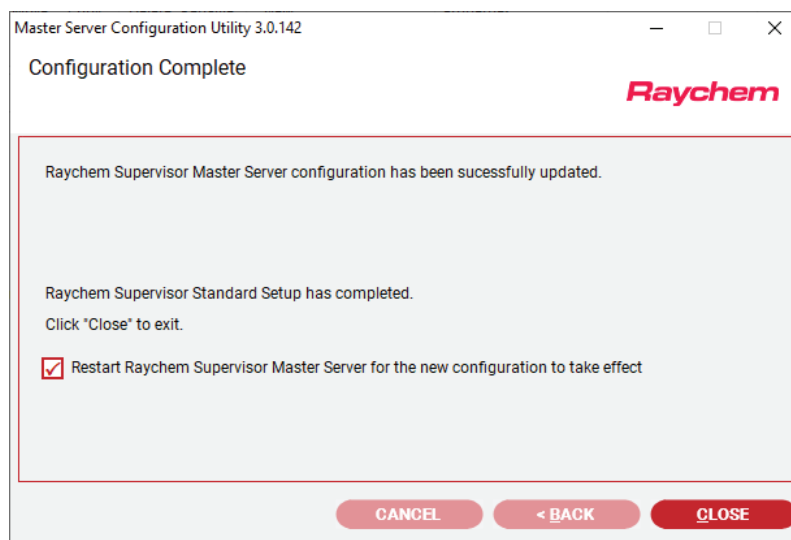 Master Server Configuration Utility 3.0.142
Configuration Complete
Raychem
Raychem Supervisor Master Server configuration has been sucessfully updated.
Raychem Supervisor Standard Setup has completed.
Click "Close" to exit.
Restart Raychem Supervisor Master Server for the new configuration to take effect
CANCEL
< BACK
CLOSE